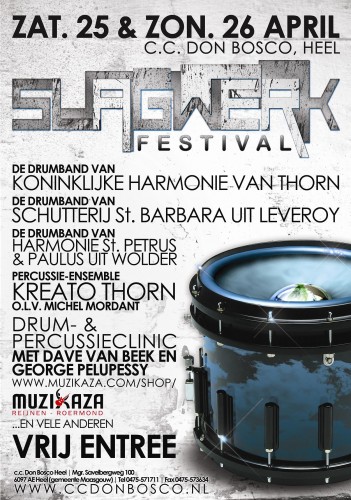 ZAT. 25 & ZON. 26 APRIL
C.C. DON BOSCO, HEEL
SLAGWERK
FESTIVAL
DE DRUMBAND VAN
KONINKLIJKE HARMONIE VAN THORN
DE DRUMBAND VAN
SCHUTTERIJ St. BARBARA UIT LEVEROY
DE DRUMBAND VAN
HARMONIE St. PETRUS
& PAULUS UIT WOLDER
PERCUSSIE-ENSEMBLE
KREATO THORN
O.L.V. MICHEL MORDANT
DRUM- &
PERCUSSIECLINIC
MET DAVE VAN BEEK EN
GEORGE PELUPESSY
WWW.MUZIKAZA.COM/SHOP/
MUZIKAZA
REIJNEN - ROERMOND
...EN VELE ANDEREN
VRIJ ENTREE
c.c. Don Bosco Heel | Mgr. Savelbergweg 100
6097 AE Heel (gemeente Maasgouw) | Tel 0475-571711 | Fax 0475-573634
WWW.CCDONBOSCO.NL